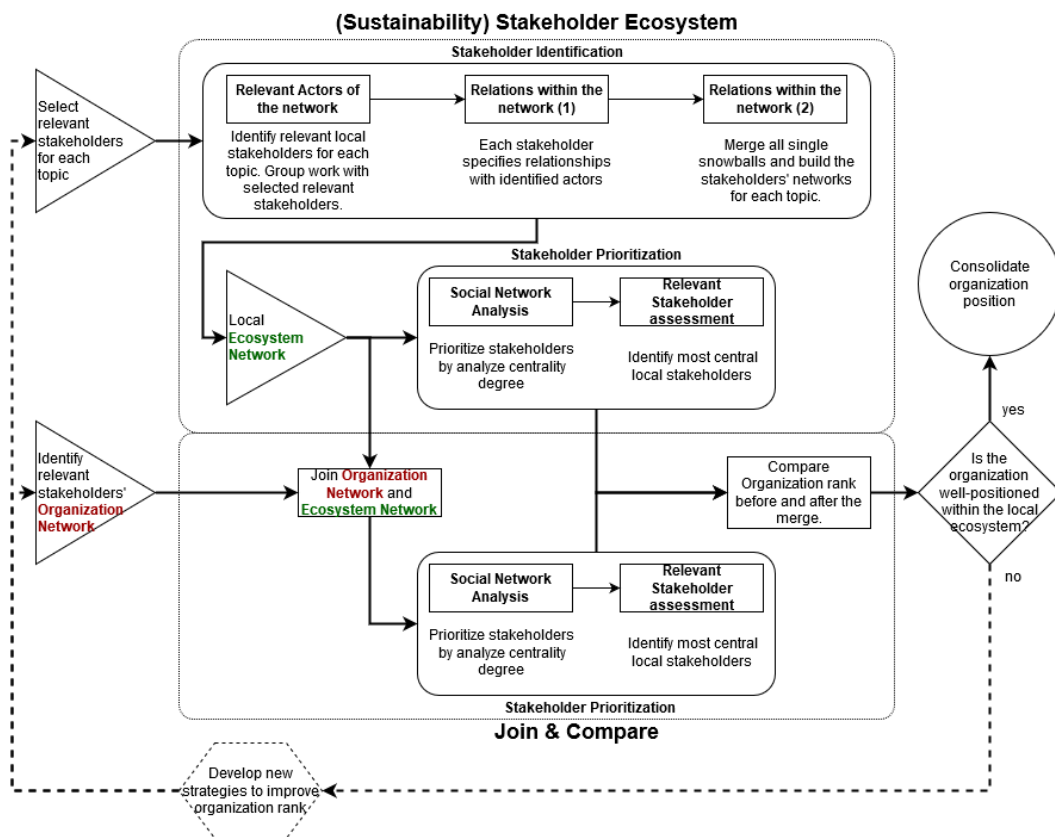 (Sustainability) Stakeholder Ecosystem
Stakeholder Identification
Select
relevant
stakeholders
for each
topic
Relevant Actors of
the network
Identify relevant local
stakeholders for each
topic. Group work with
selected relevant
stakeholders.
Relations within the
network (1)
Each stakeholder
specifies relationships
with identified actors
Relations within the
network (2)
Merge all single
snowballs and build the
stakeholders' networks
for each topic.
Stakeholder Prioritization
Local
Ecosystem
Network
Social Network
Analysis
Prioritize stakeholders
by analyze centrality
degree
Relevant
Stakeholder
assessment
Identify most central
local stakeholders
Consolidate
organization
position
yes
Identify
relevant
stakeholders'
Organization
Network
Join Organization
Network and
Ecosystem Network
Compare
Organization rank
before and after the
merge.
Is the
organization
well-positioned
within the local
ecosystem?
no
Social Network
Analysis
Prioritize stakeholders
by analyze centrality
degree
Relevant
Stakeholder
assessment
Identify most central
local stakeholders
Stakeholder Prioritization
Join & Compare
Develop new
strategies to improve
organization rank